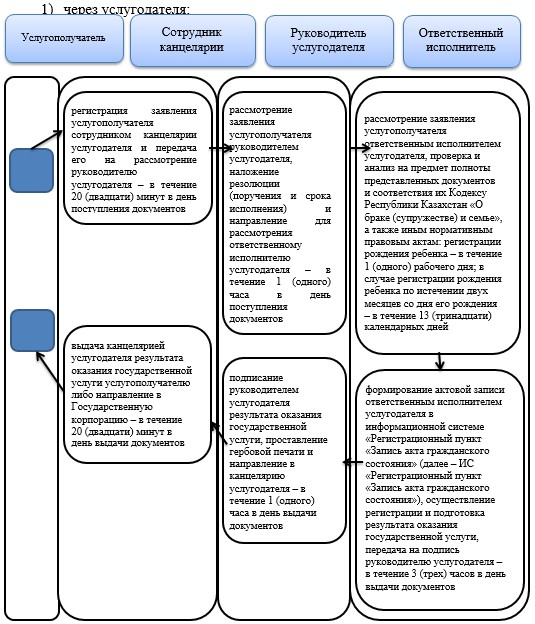 1) через услугодателя:
Услугополучатель
Сотрудник
канцелярии
Руководитель
услугодателя
Ответственный
исполнитель
регистрация заявления
услугополучателя
сотрудником канцелярии
услугодателя и передача
его на рассмотрение
руководителю
услугодателя – в течение
20 (двадцати) минут в день
поступления документов
рассмотрение
заявления
услугополучателя
руководителем
услугодателя,
наложение
резолюции
(поручения и срока
исполнения) и
направление для
рассмотрения
ответственному
исполнителю
услугодателя – в
течение 1 (одного)
часа в день
поступления
документов
рассмотрение заявления
услугополучателя
ответственным исполнителем
услугодателя, проверка и
анализ на предмет полноты
представленных документов
и соответствия их Кодексу
Республики Казахстан «О
браке (супружестве) и семье»,
а также иным нормативным
правовым актам: регистрации
рождения ребенка – в течение
1 (одного) рабочего дня; в
случае регистрации рождения
ребенка по истечении двух
месяцев со дня его рождения
– в течение 13 (тринадцати)
календарных дней
выдача канцелярией
услугодателя результата
оказания государственной
услуги услугополучателю
либо направление в
Государственную
корпорацию – в течение
20 (двадцати) минут в
день выдачи документов
подписание
руководителем
услугодателя
результата оказания
государственной
услуги, проставление
гербовой печати и
направление в
канцелярию
услугодателя – в
течение 1 (одного)
часа в день выдачи
документов
формирование актовой записи
ответственным исполнителем
услугодателя в
информационной системе
«Регистрационный пункт
«Запись акта гражданского
состояния» (далее – ИС
«Регистрационный пункт
«Запись акта гражданского
состояния»), осуществление
регистрации и подготовка
результата оказания
государственной услуги,
передача на подпись
руководителю услугодателя –
в течение 3 (трех) часов в день
выдачи документов